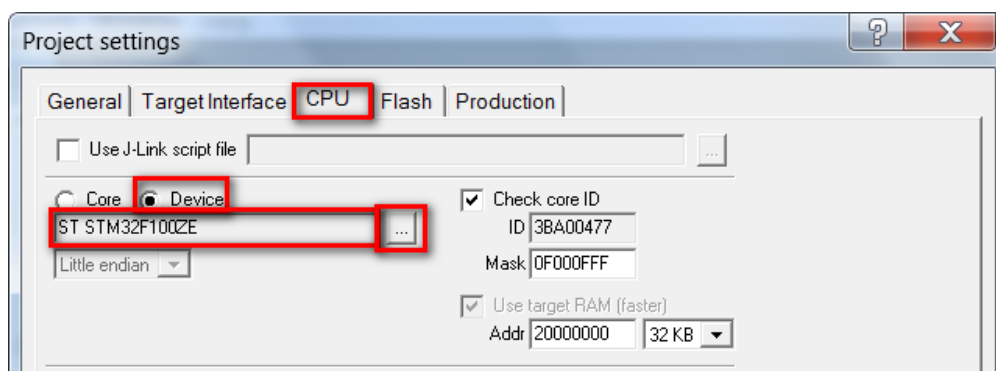 Project settings
General Target Interface CPU Flash Production
Use J-Link script file ...
Core Device Check core ID
ST STM32F100ZE ... ID 3BA00477
Little endian Mask 0F000FFF
Use target RAM (faster)
Addr 20000000 32 KB